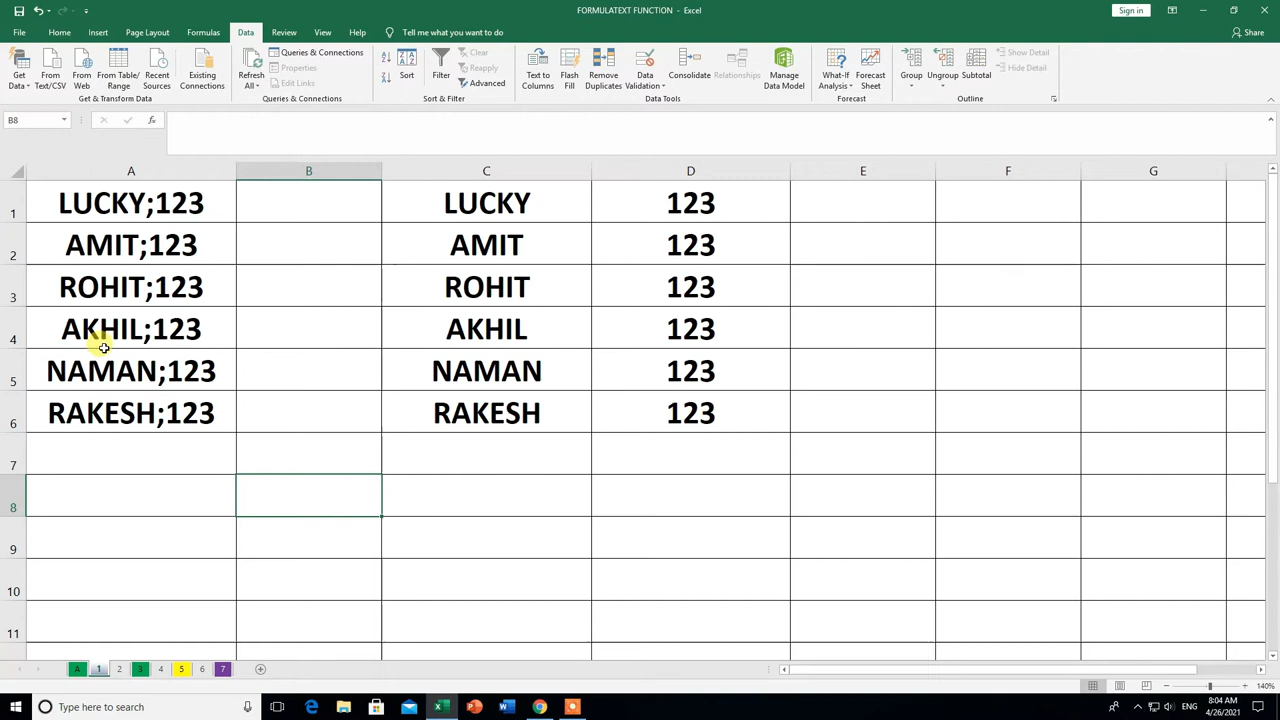 FORMULATEXT FUNCTION - Excel
Sign in
File Home Insert Page Layout Formulas Data Review View Help Tell me what you want to do
Share
Get Data
From Text/CSV
From Web
From Table/ Range
Recent Sources
Existing Connections
Get & Transform Data
Refresh All
Queries & Connections
Properties
Edit Links
Queries & Connections
Sort
Filter
Clear
Reapply
Advanced
Sort & Filter
Text to Columns
Flash Fill
Remove Duplicates
Data Validation
Consolidate
Relationships
Manage Data Model
Data Tools
What-If Analysis
Forecast Sheet
Forecast
Group
Ungroup
Subtotal
Show Detail
Hide Detail
Outline
B8 fx
A B C D E F G
1 LUCKY;123 LUCKY 123
2 AMIT;123 AMIT 123
3 ROHIT;123 ROHIT 123
4 AKHIL;123 AKHIL 123
5 NAMAN;123 NAMAN 123
6 RAKESH;123 RAKESH 123
7
8
9
10
11
A 1 2 3 4 5 6 7
140%
Type here to search
ENG
8:04 AM
4/26/2021